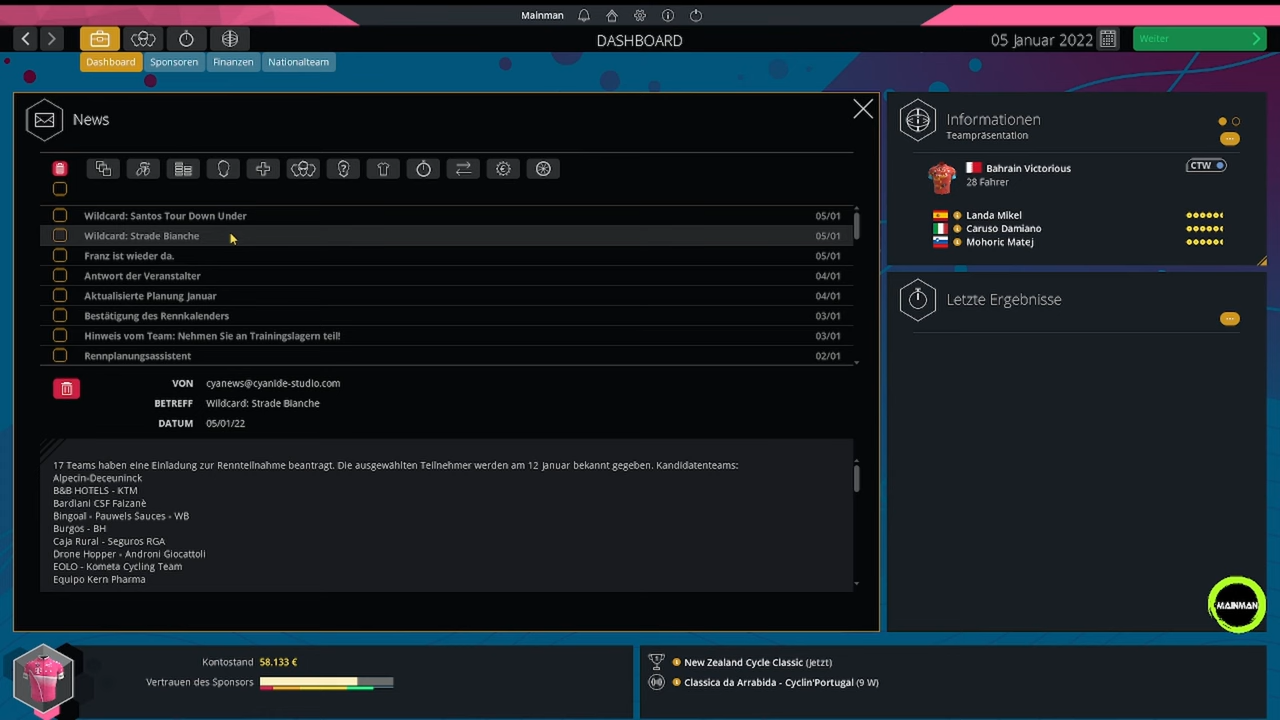 Mainman
DASHBOARD
05 Januar 2022
Weiter
Dashboard
Sponsoren
Finanzen
Nationalteam
News
Wildcard: Santos Tour Down Under 05/01
Wildcard: Strade Bianche 05/01
Franz ist wieder da. 05/01
Antwort der Veranstalter 04/01
Aktualisierte Planung Januar 04/01
Bestätigung des Rennkalenders 03/01
Hinweis vom Team: Nehmen Sie an Trainingslagern teil! 03/01
Rennplanungsassistent 02/01
VON cyanews@cyanide-studio.com
BETREFF Wildcard: Strade Bianche
DATUM 05/01/22
17 Teams haben eine Einladung zur Rennteilnahme beantragt. Die ausgewählten Teilnehmer werden am 12 Januar bekannt gegeben. Kandidatenteams:
Alpecin-Deceuninck
B&B HOTELS - KTM
Bardiani CSF Faizanè
Bingoal - Pauwels Sauces - WB
Burgos - BH
Caja Rural - Seguros RGA
Drone Hopper - Androni Giocattoli
EOLO - Kometa Cycling Team
Equipo Kern Pharma
Informationen
Teampräsentation
Bahrain Victorious
CTW
28 Fahrer
Landa Mikel
Caruso Damiano
Mohoric Matej
Letzte Ergebnisse
MAINMAN
Kontostand 58.133 €
Vertrauen des Sponsors
New Zealand Cycle Classic (Jetzt)
Classica da Arrabida - Cyclin'Portugal (9 W)